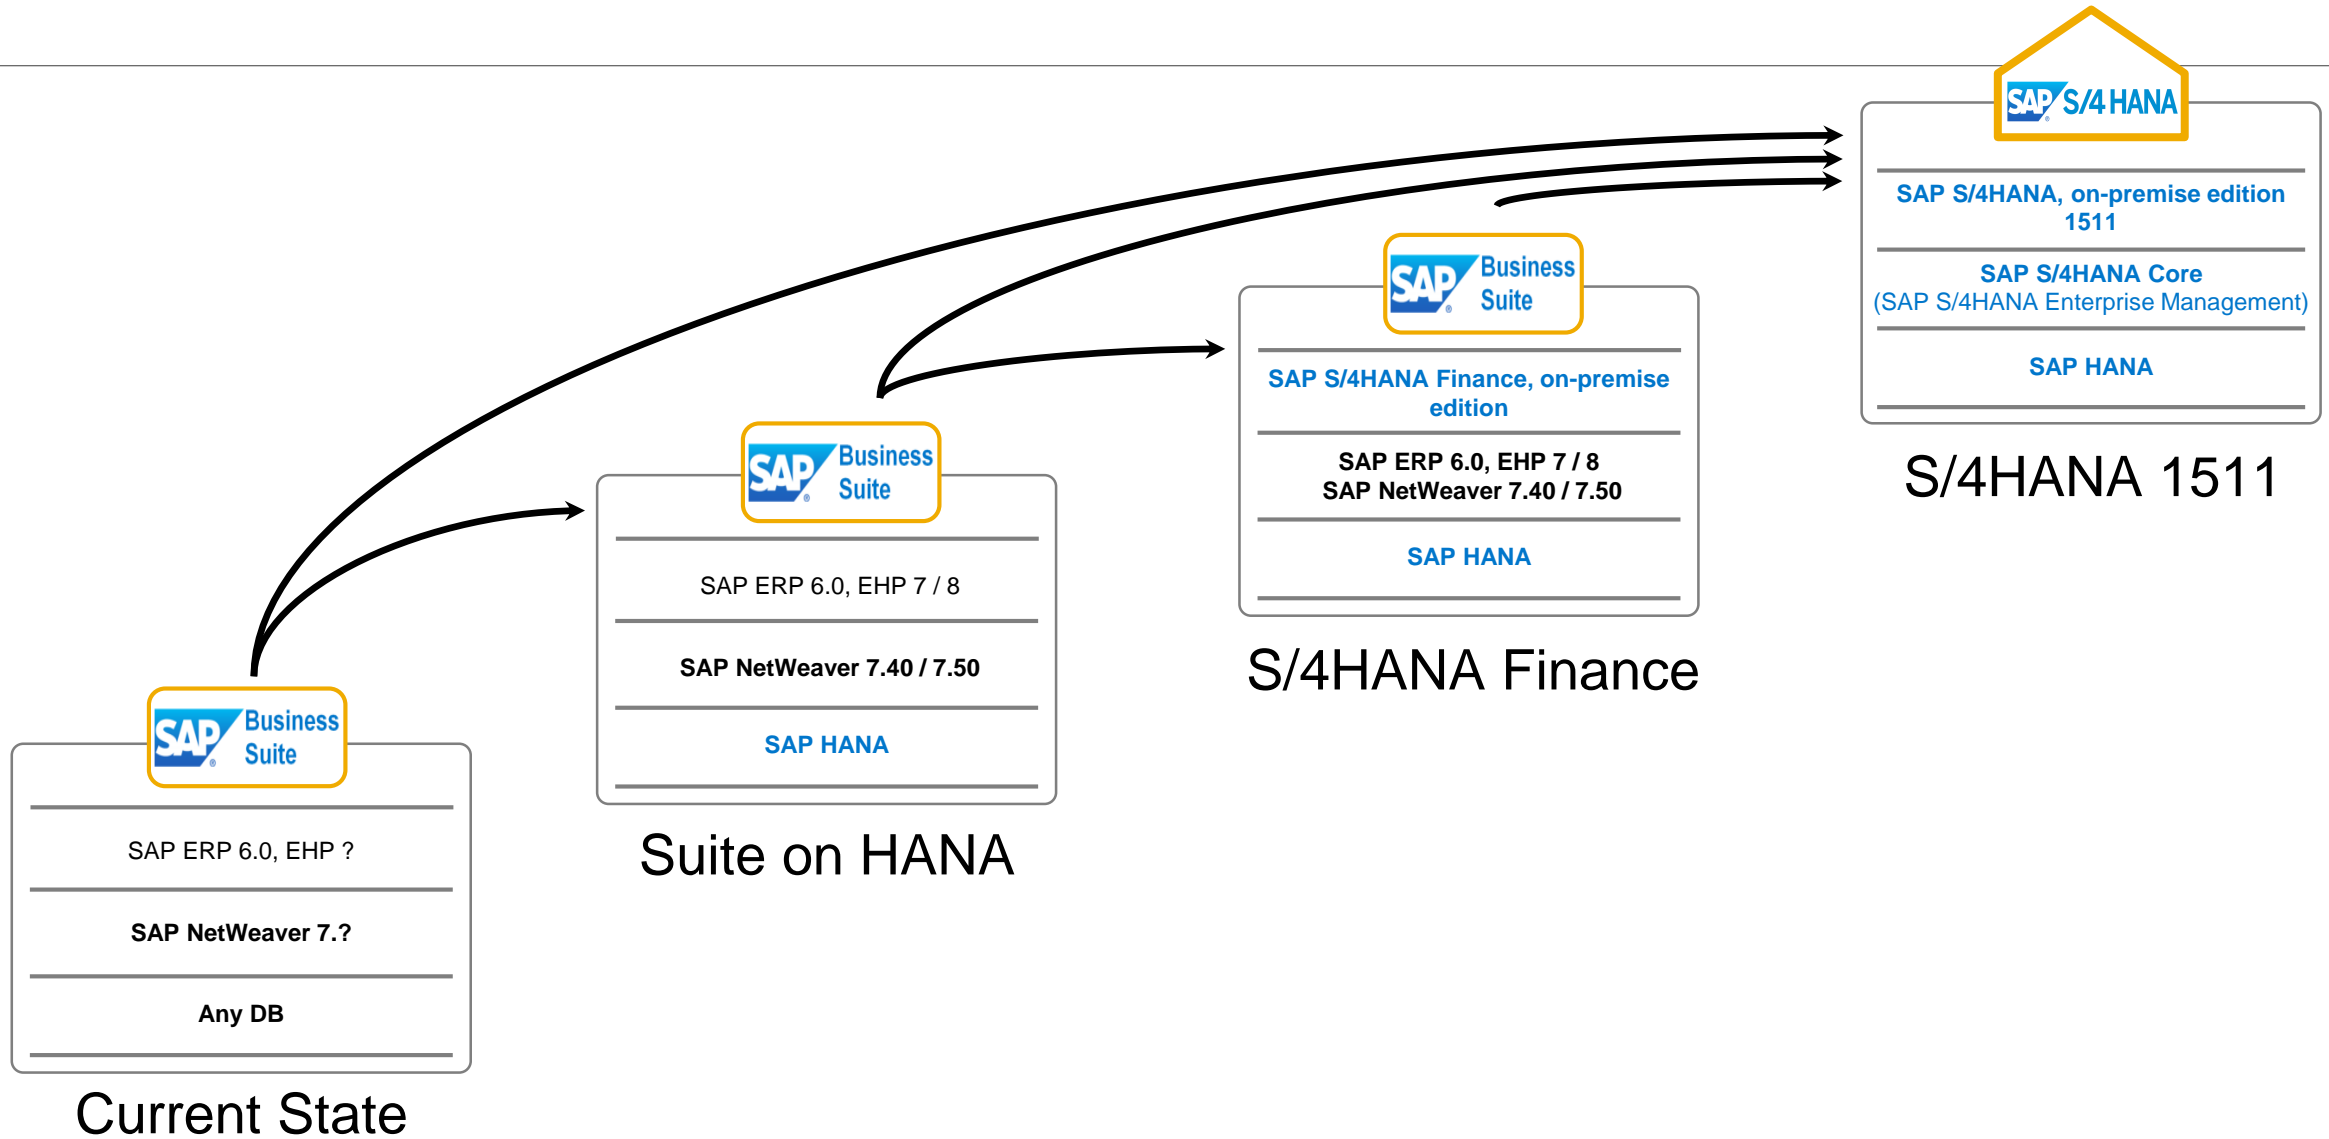 SAP S/4 HANA
SAP S/4HANA, on-premise edition
1511
SAP S/4HANA Core
(SAP S/4HANA Enterprise Management)
SAP HANA
S/4HANA 1511
SAP Business
Suite
SAP S/4HANA Finance, on-premise
edition
SAP ERP 6.0, EHP 7 / 8
SAP NetWeaver 7.40 / 7.50
SAP HANA
S/4HANA Finance
SAP Business
Suite
SAP ERP 6.0, EHP 7 / 8
SAP NetWeaver 7.40 / 7.50
SAP HANA
Suite on HANA
SAP Business
Suite
SAP ERP 6.0, EHP ?
SAP NetWeaver 7.?
Any DB
Current State